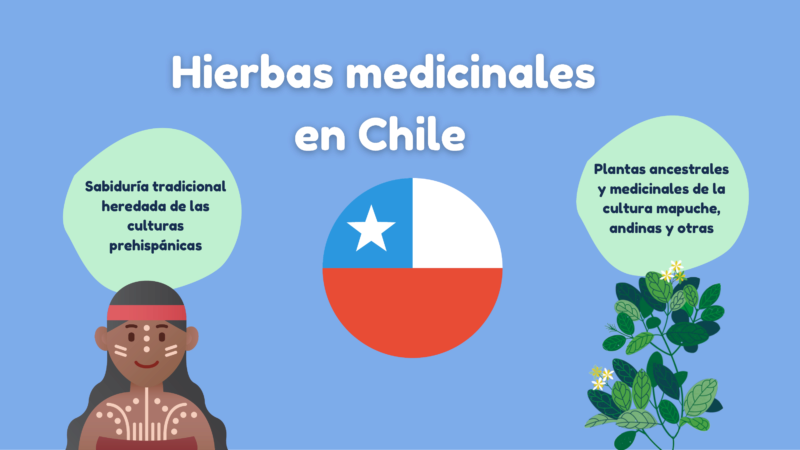 Hierbas medicinales
en Chile
Sabiduría tradicional
heredada de las
culturas
prehispánicas
Plantas ancestrales
y medicinales de la
cultura mapuche,
andinas y otras